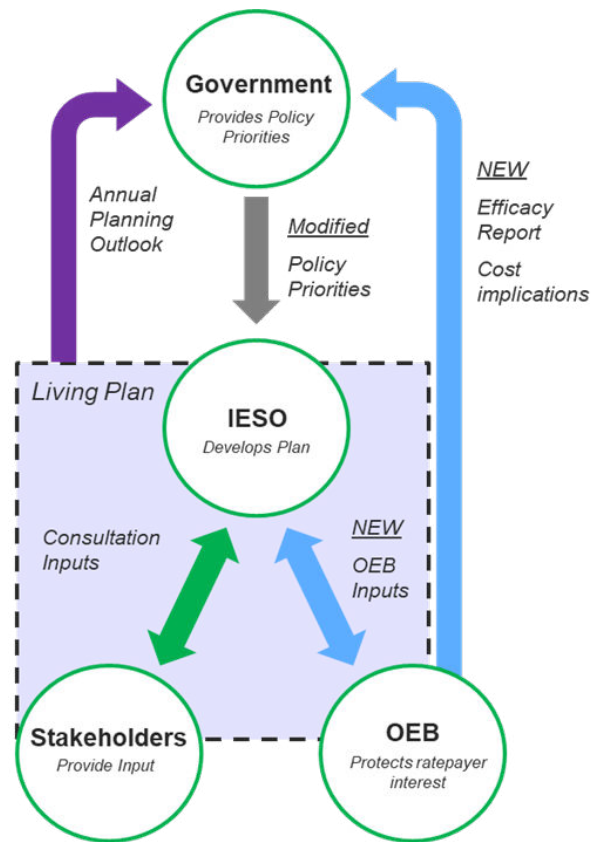 Government
Provides Policy
Priorities
Annual
Planning
Outlook
Modified
Policy
Priorities
NEW
Efficacy
Report
Cost
implications
Living Plan
IESO
Develops Plan
Consultation
Inputs
NEW
OEB
Inputs
Stakeholders
Provide Input
OEB
Protects ratepayer
interest